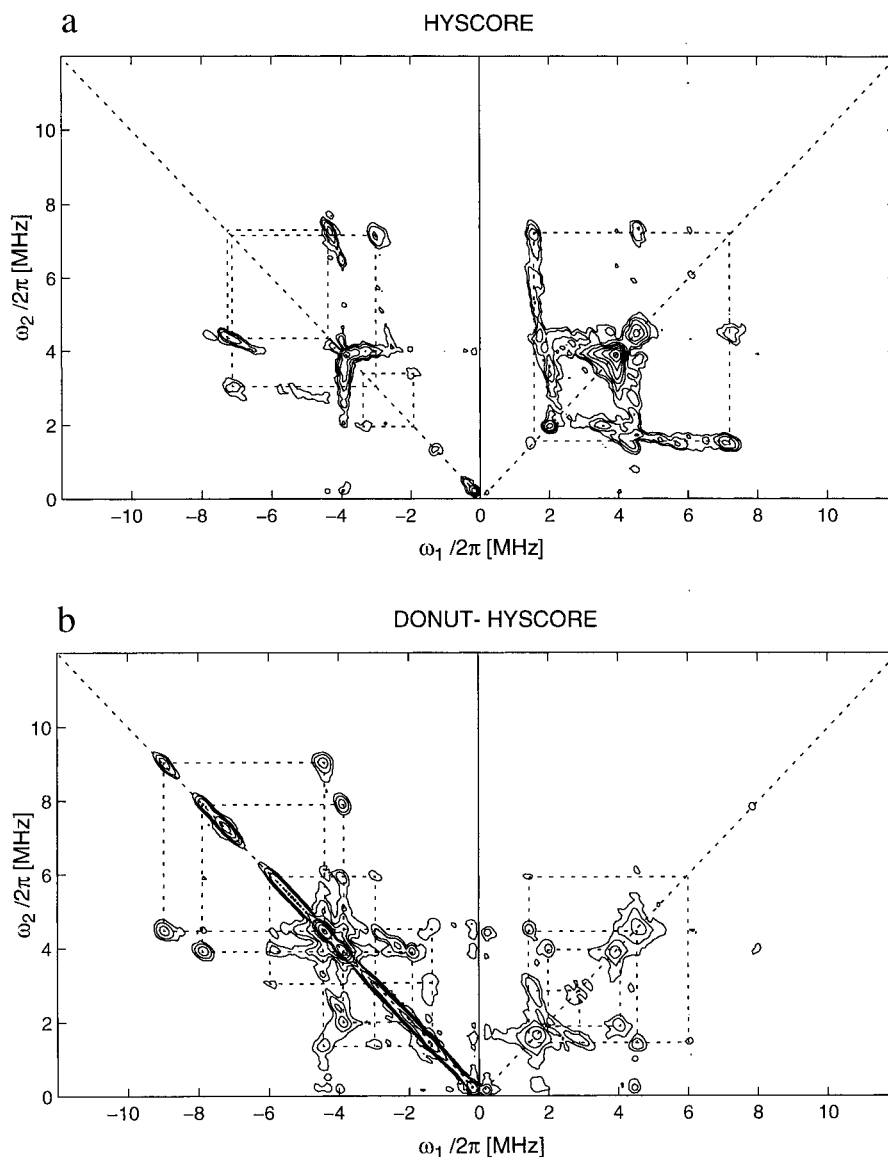 a
HYSCORE
ω₂/2π [MHz]
10
8
6
4
2
0
−10 −8 −6 −4 −2 0 2 4 6 8 10
ω₁/2π [MHz]
b
DONUT- HYSCORE
ω₂/2π [MHz]
10
8
6
4
2
0
−10 −8 −6 −4 −2 0 2 4 6 8 10
ω₁/2π [MHz]